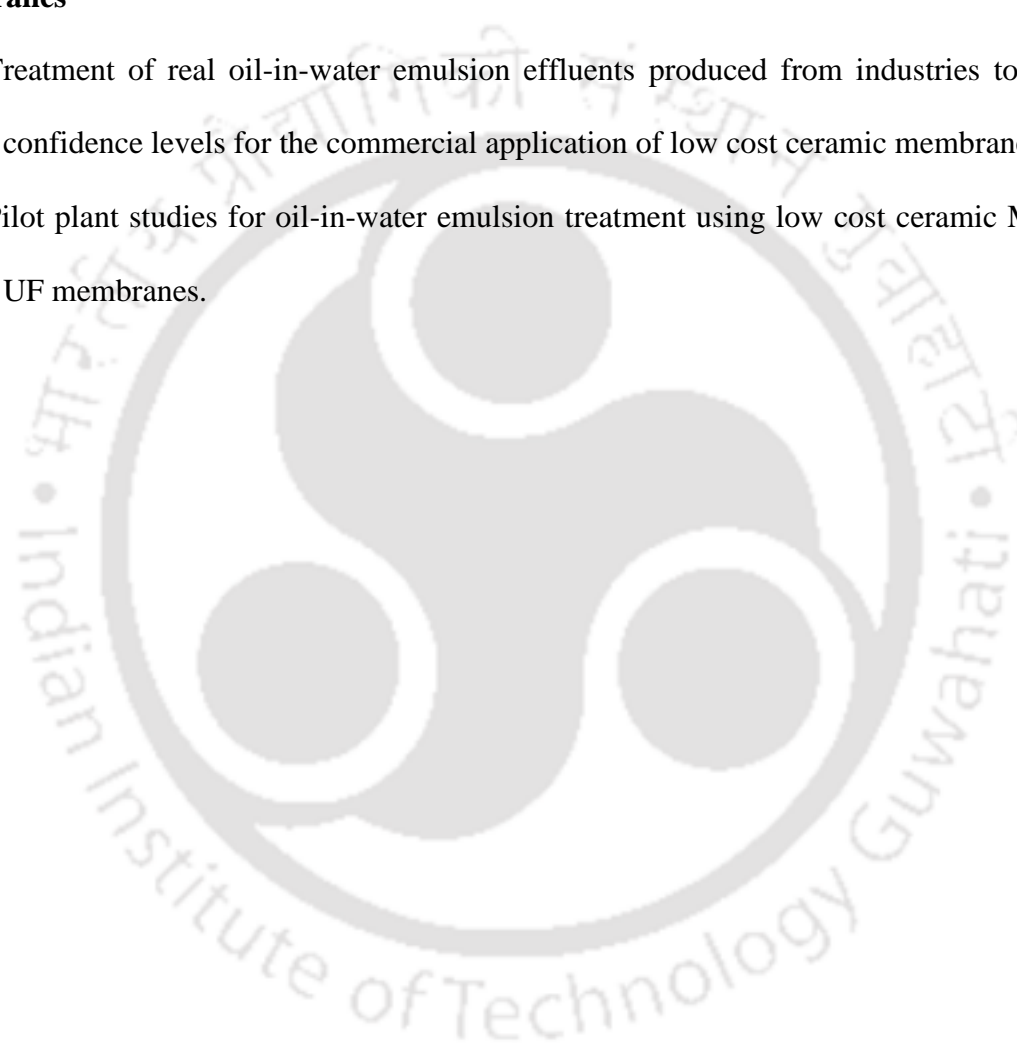 Treatment of real oil-in-water emulsion effluents produced from industries to
confidence levels for the commercial application of low cost ceramic
Pilot plant studies for oil-in-water emulsion treatment using low cost ceramic
UF membranes.
भारतीय प्रौद्योगिकी संस्थान गुवाहाटी
• Indian Institute of Technology Guwahati •